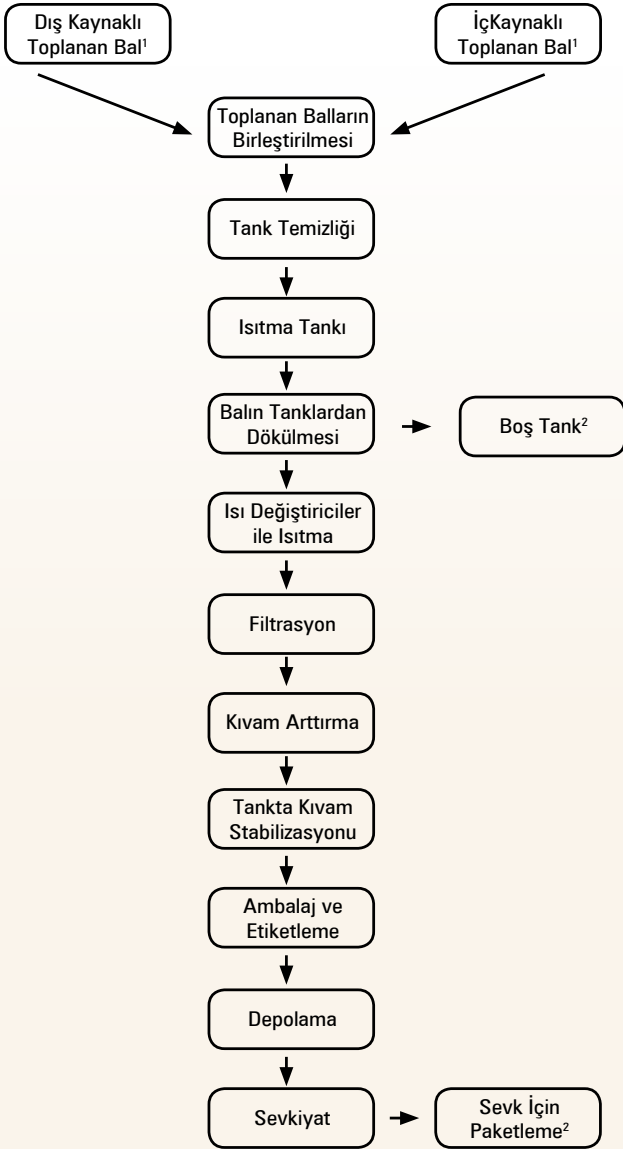 Dış Kaynaklı
Toplanan Bal¹
İçKaynaklı
Toplanan Bal¹
Toplanan Balların
Birleştirilmesi
Tank Temizliği
Isıtma Tankı
Balın Tanklardan
Dökülmesi
Boş Tank²
Isı Değiştiriciler
ile Isıtma
Filtrasyon
Kıvam Arttırma
Tankta Kıvam
Stabilizasyonu
Ambalaj ve
Etiketleme
Depolama
Sevkiyat
Sevk İçin
Paketleme²